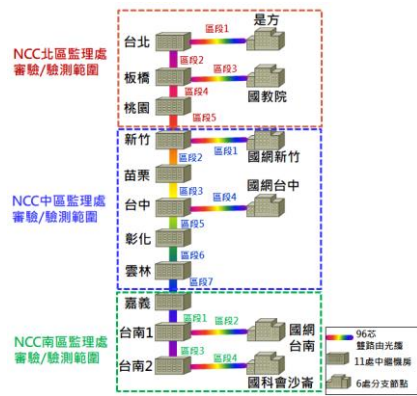 NCC北區監理處
審驗/驗測範圍
台北
區段1
是方
區段2
板橋
區段3
國教院
區段4
桃園
區段5
NCC中區監理處
審驗/驗測範圍
新竹
區段1
國網新竹
區段2
苗栗
區段3
國網台中
台中
區段4
區段5
彰化
區段6
雲林
區段7
NCC南區監理處
審驗/驗測範圍
嘉義
區段1
區段2
台南1
國網
台南
區段3
區段4
台南2
國科會沙崙
96芯
雙路由光纜
11處中繼機房
6處分支節點